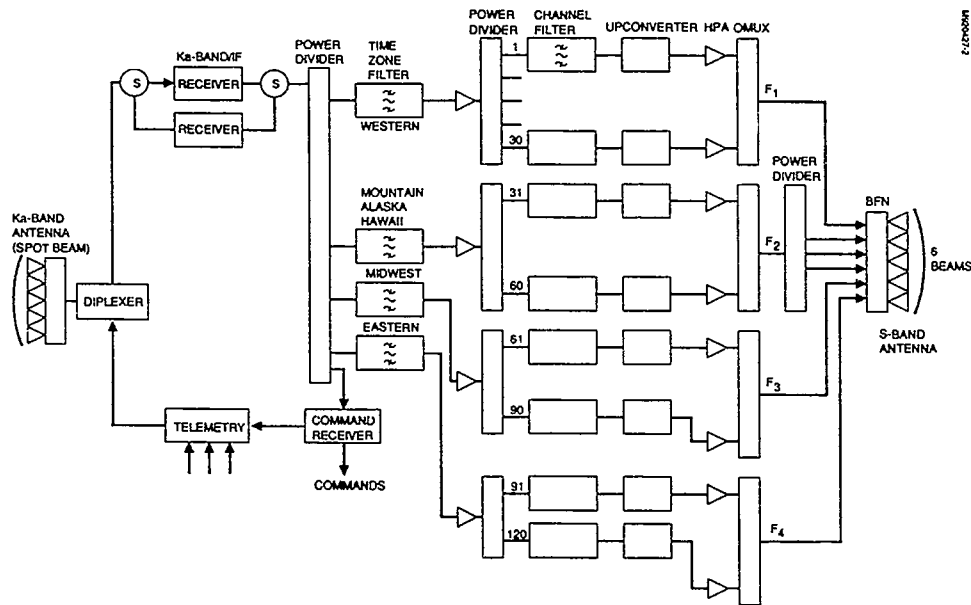 POWER
DIVIDER
CHANNEL
FILTER
UPCONVERTER
HPA OMUX
Ka-BAND/IF
POWER
DIVIDER
TIME
ZONE
FILTER
S
RECEIVER
S
RECEIVER
WESTERN
1
30
F1
MOUNTAIN
ALASKA
HAWAII
31
60
F2
POWER
DIVIDER
BFN
6
BEAMS
S-BAND
ANTENNA
Ka-BAND
ANTENNA
(SPOT BEAM)
DIPLEXER
MIDWEST
EASTERN
61
90
F3
TELEMETRY
COMMAND
RECEIVER
COMMANDS
91
120
F4